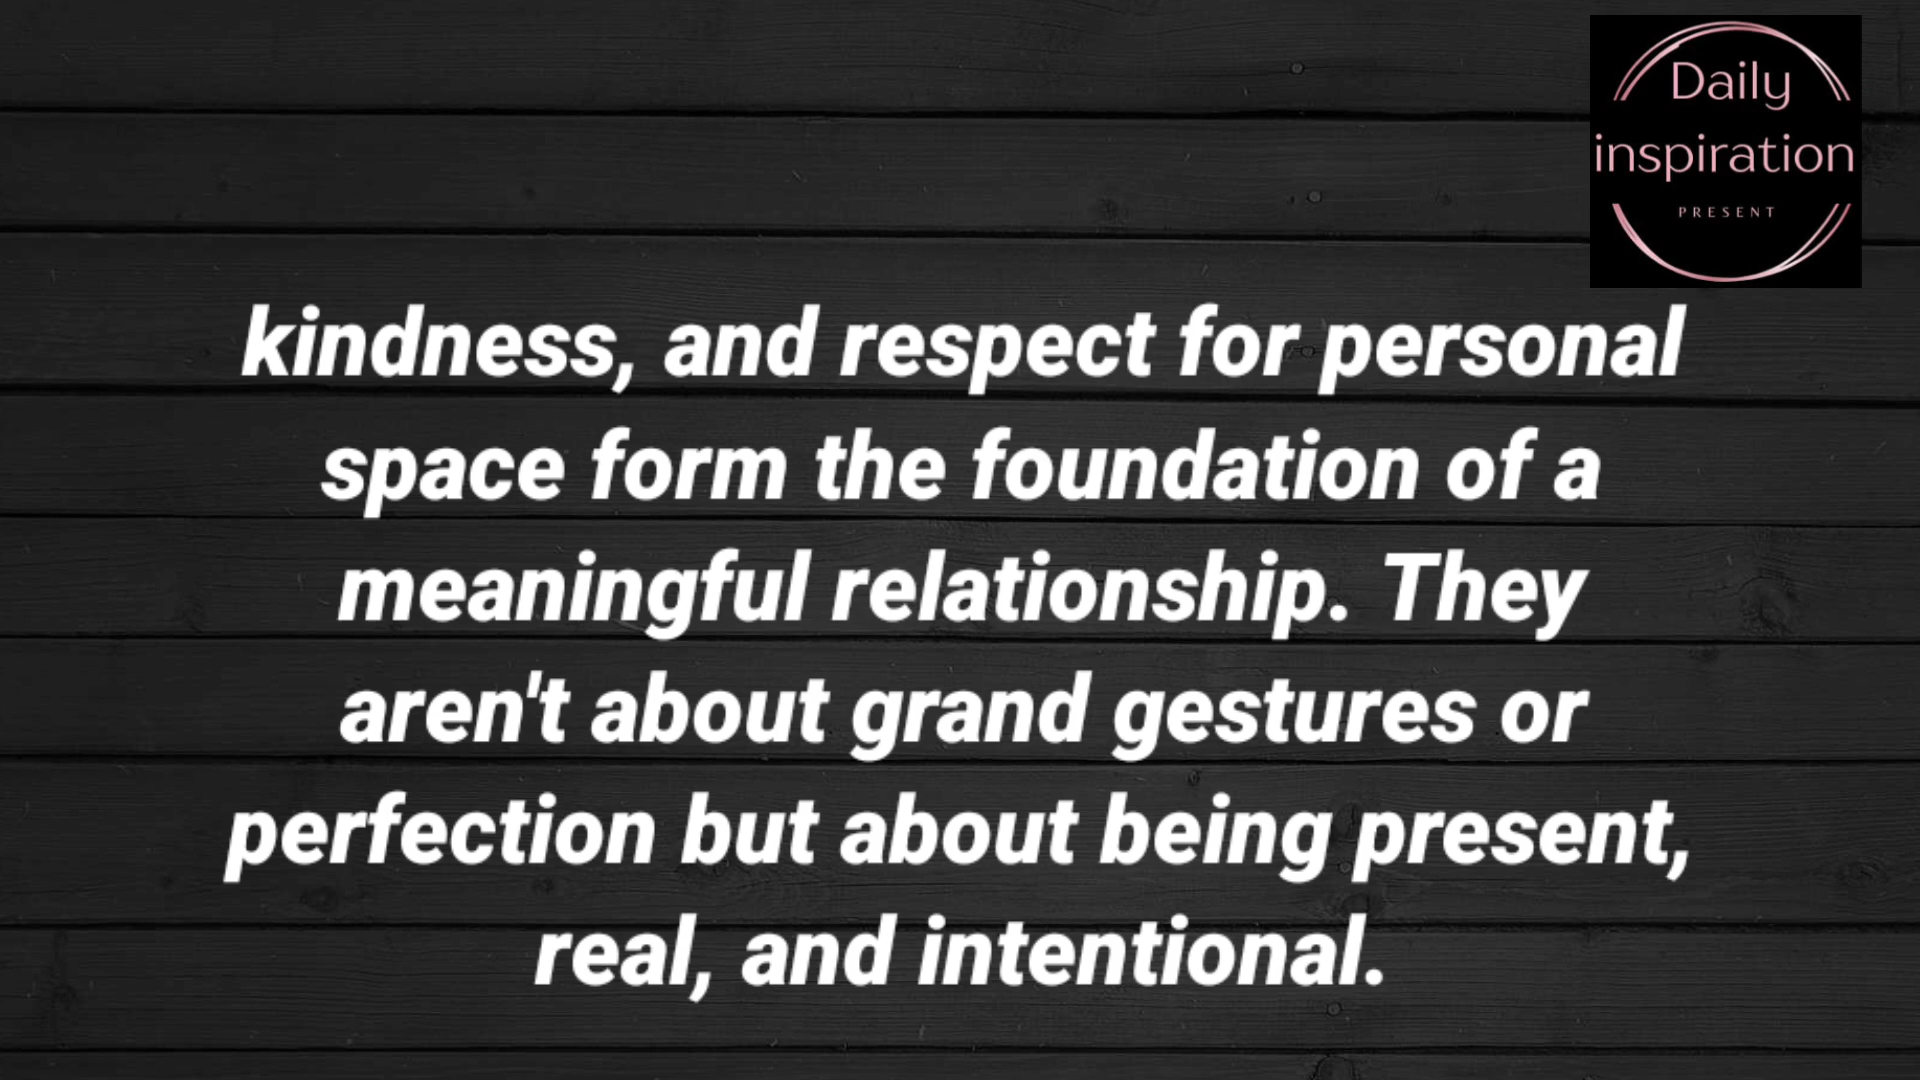 Daily
inspiration
PRESENT
kindness, and respect for personal
space form the foundation of a
meaningful relationship. They
aren't about grand gestures or
perfection but about being present,
real, and intentional.